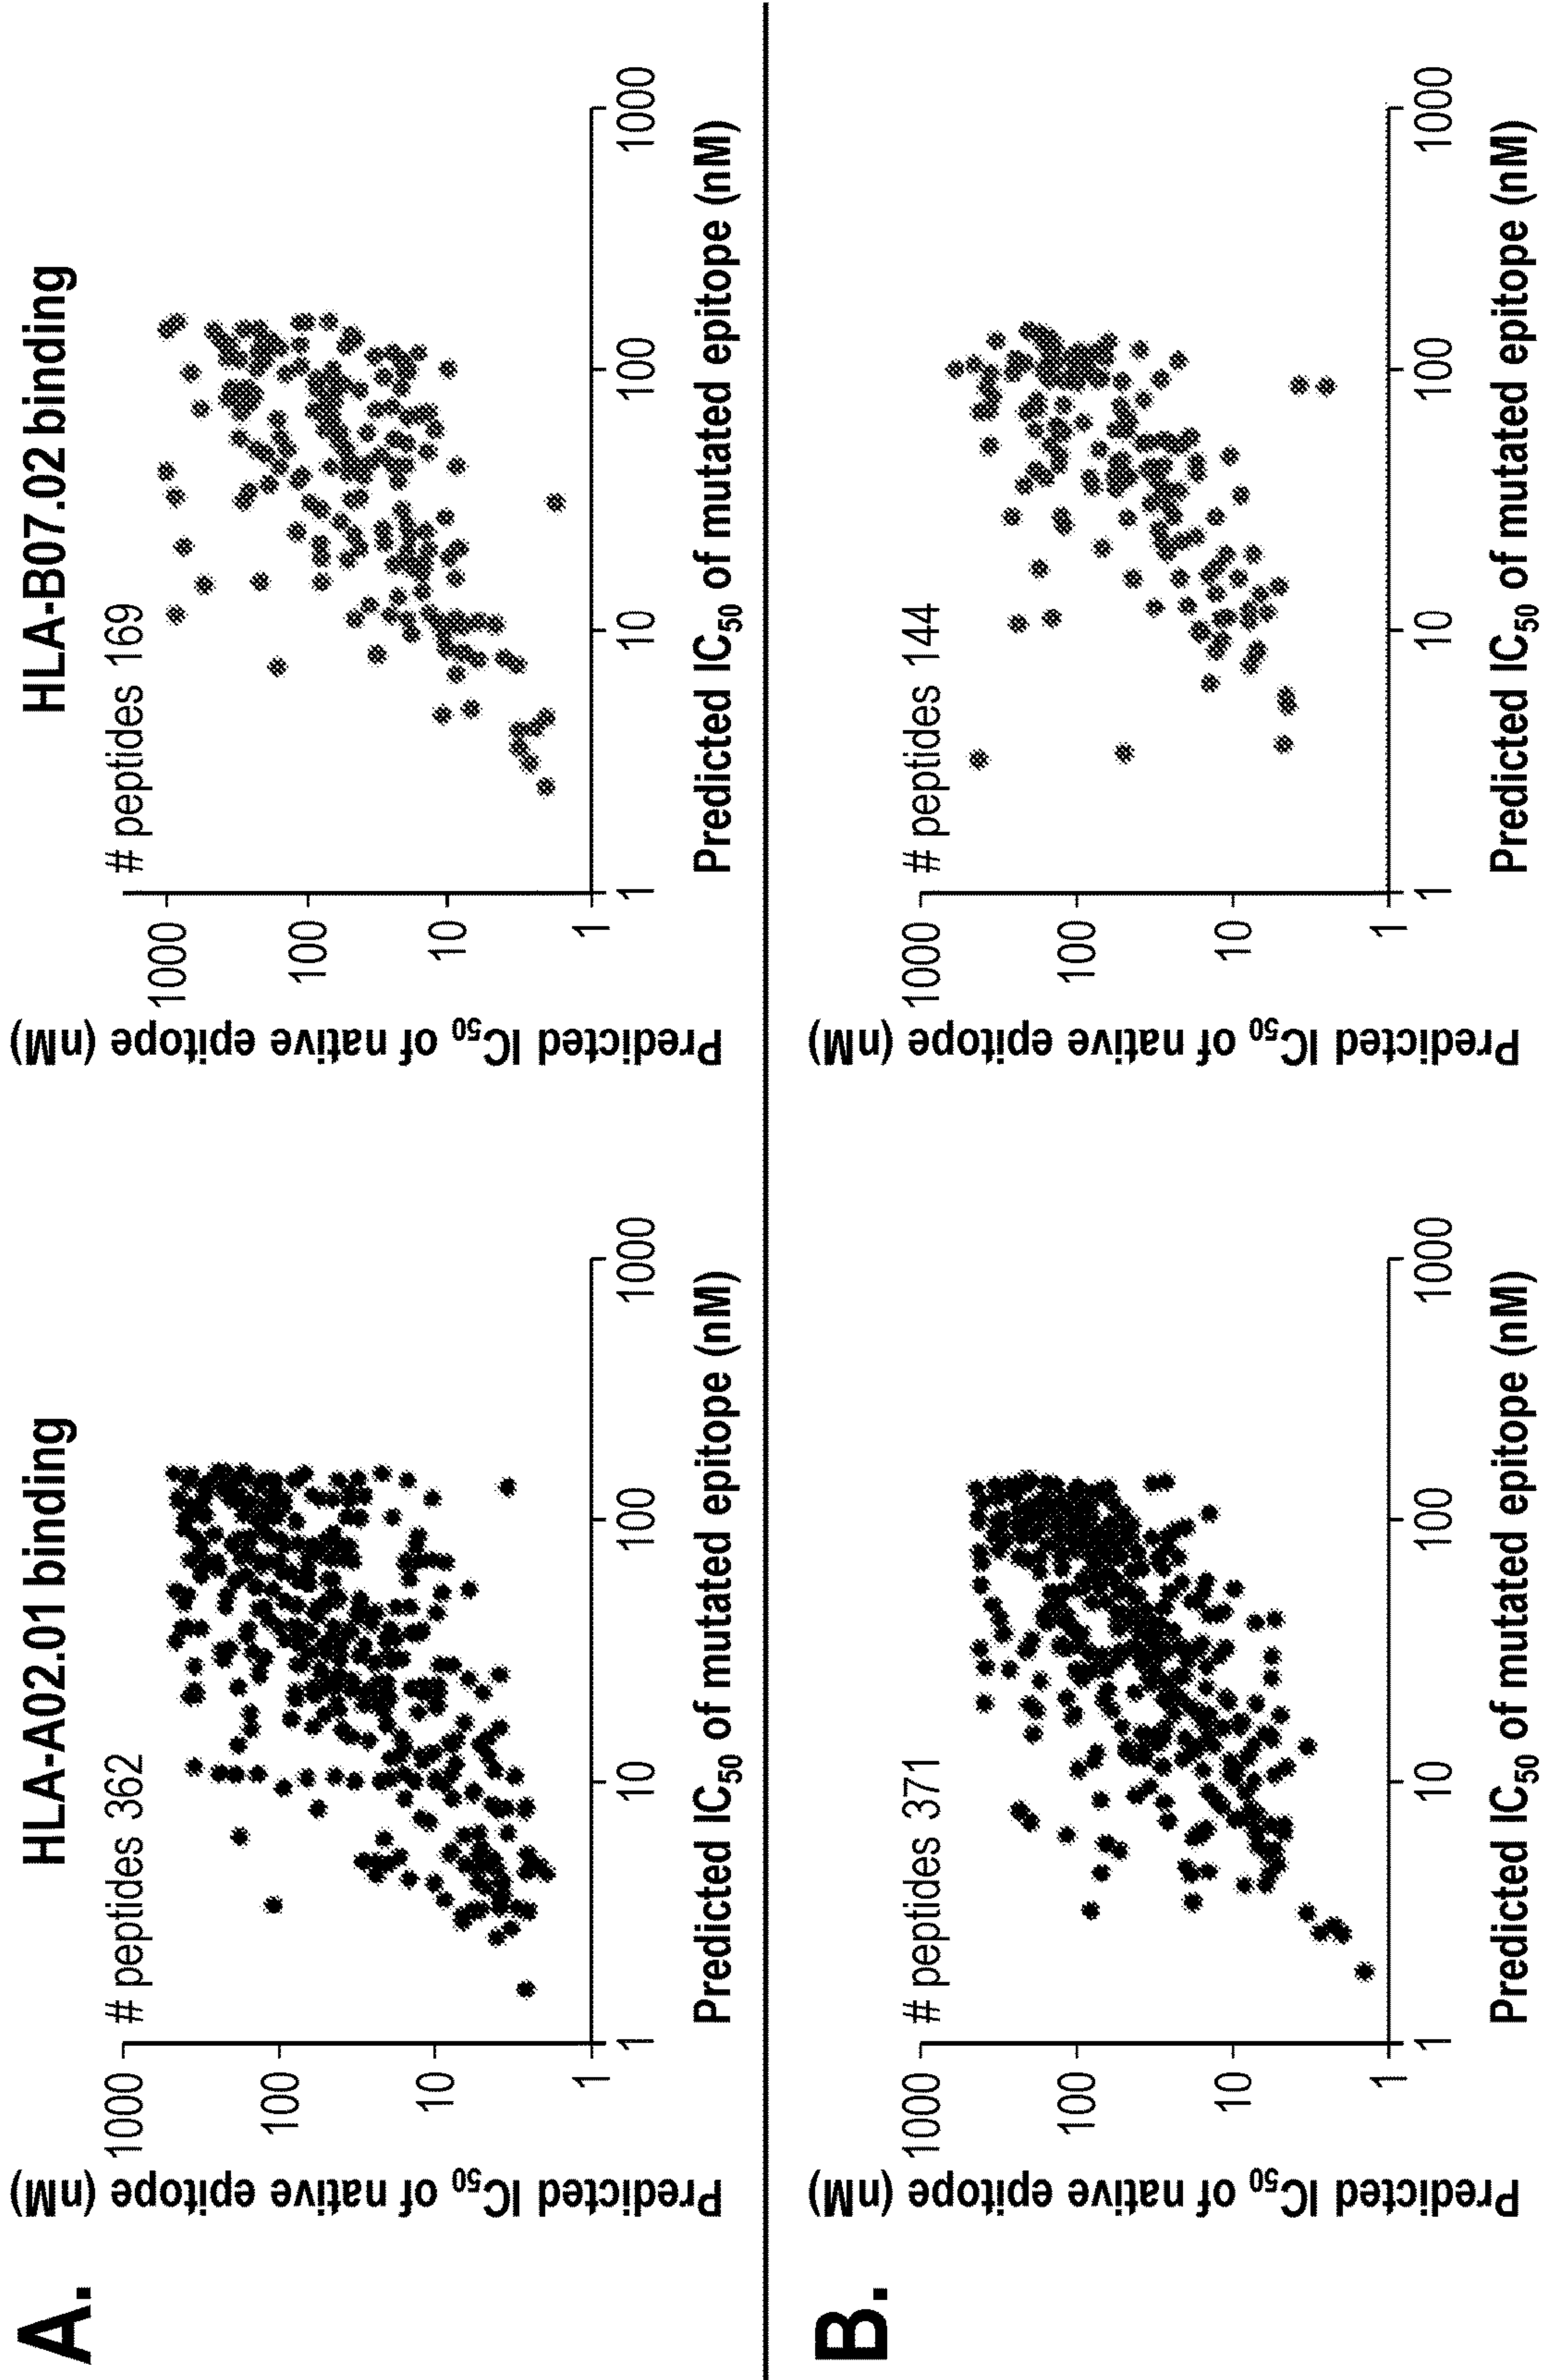 A.
HLA-A02.01 binding
# peptides 362
Predicted IC50 of native epitope (nM)
1000
100
10
1
1
10
100
1000
Predicted IC50 of mutated epitope (nM)
HLA-B07.02 binding
# peptides 169
Predicted IC50 of native epitope (nM)
1000
100
10
1
1
10
100
1000
Predicted IC50 of mutated epitope (nM)
B.
# peptides 371
Predicted IC50 of native epitope (nM)
1000
100
10
1
1
10
100
1000
Predicted IC50 of mutated epitope (nM)
# peptides 144
Predicted IC50 of native epitope (nM)
1000
100
10
1
1
10
100
1000
Predicted IC50 of mutated epitope (nM)